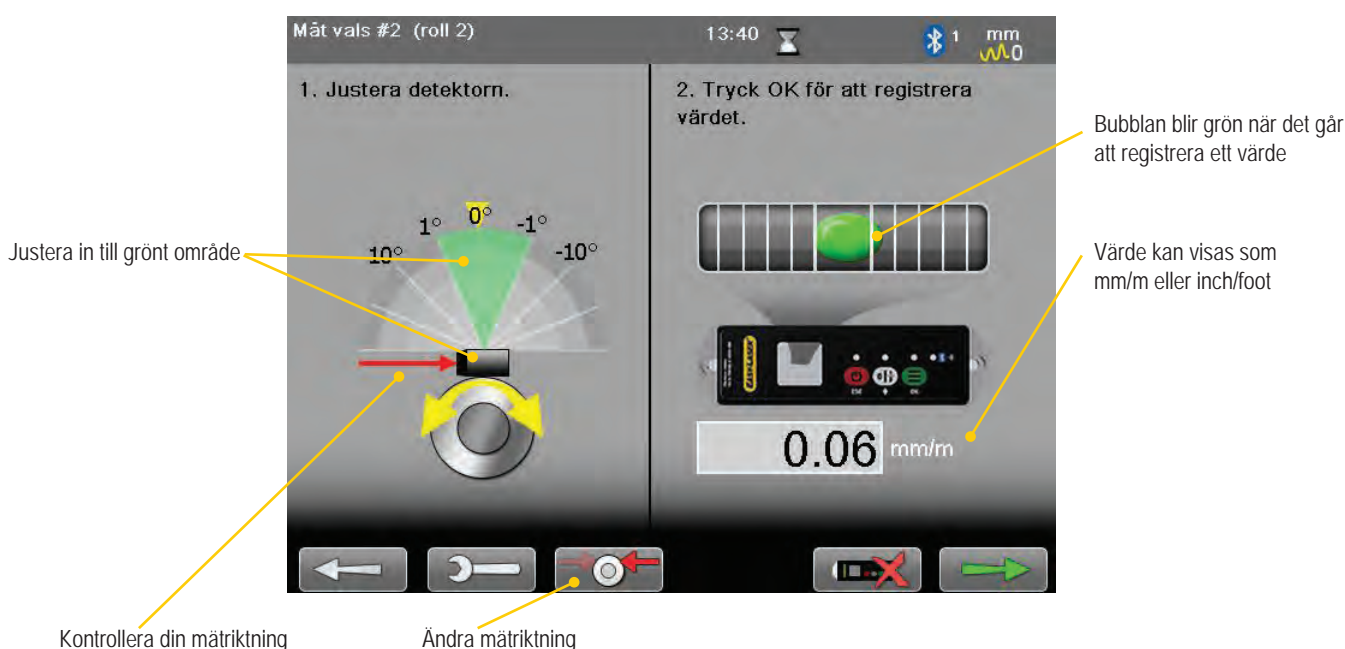 Mät vals #2 (roll 2)
13:40
1
mm
0
1. Justera detektorn.
2. Tryck OK för att registrera
värdet.
Bubblan blir grön när det går
att registrera ett värde
1° 0° -1°
10° -10°
Justera in till grönt område
Värde kan visas som
mm/m eller inch/foot
EASY-LASER
ESC
OK
0.06 mm/m
Kontrollera din mätriktning
Ändra mätriktning